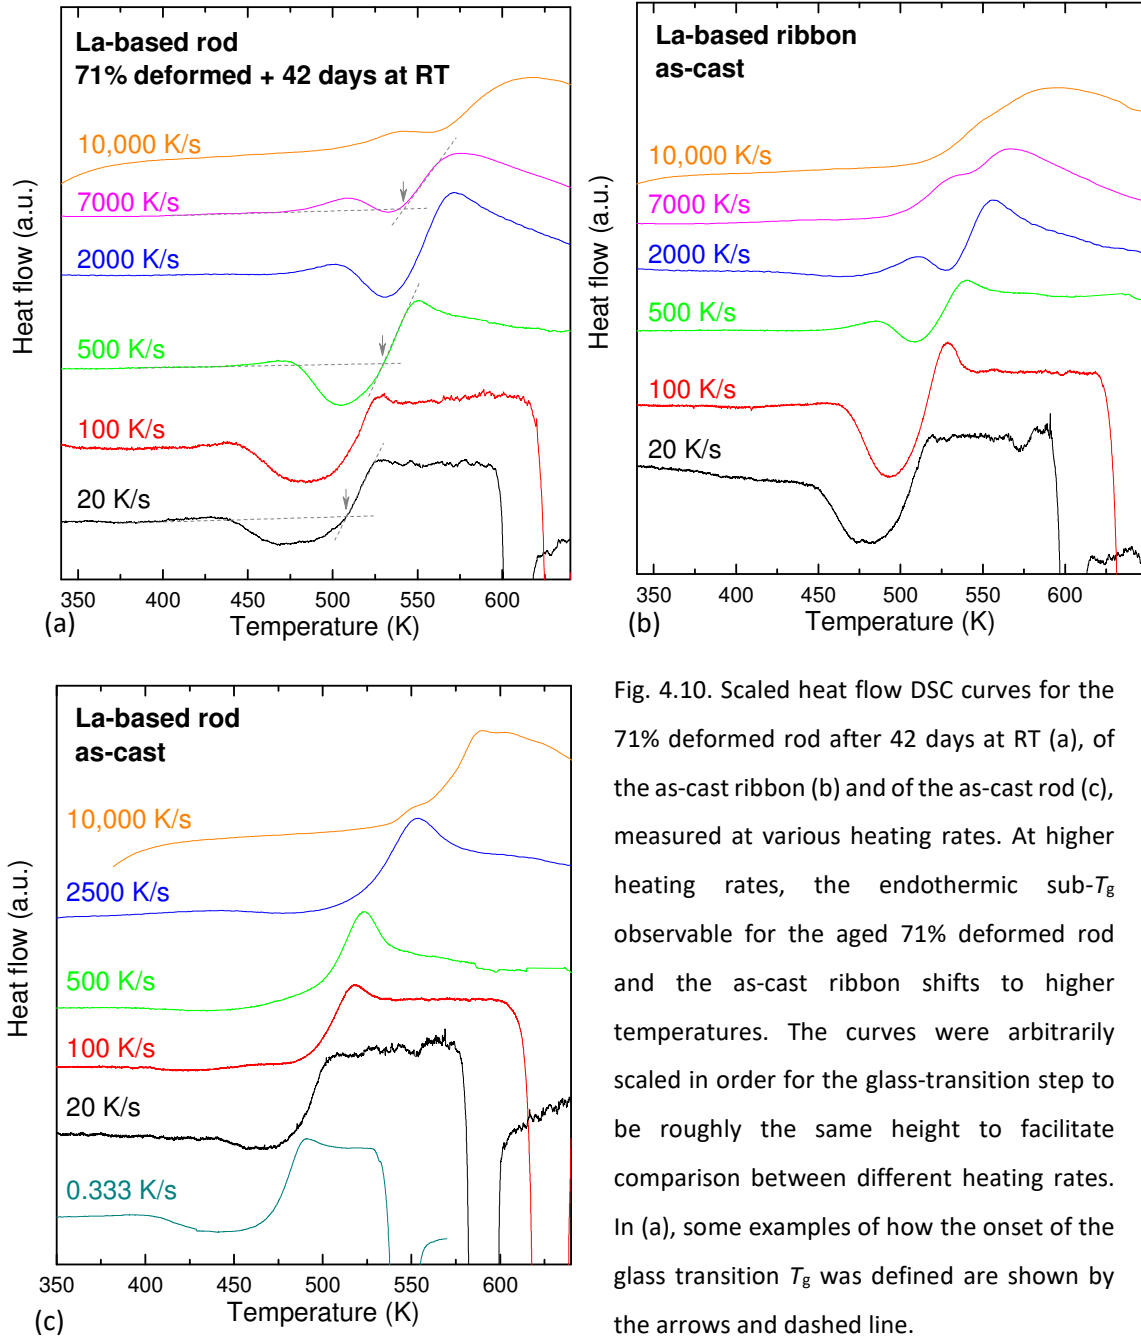 La-based rod
71% deformed + 42 days at RT
10,000 K/s
7000 K/s
2000 K/s
500 K/s
100 K/s
20 K/s
Heat flow (a.u.)
350 400 450 500 550 600
Temperature (K)
(a)
La-based ribbon
as-cast
10,000 K/s
7000 K/s
2000 K/s
500 K/s
100 K/s
20 K/s
Heat flow (a.u.)
350 400 450 500 550 600
Temperature (K)
(b)
La-based rod
as-cast
10,000 K/s
2500 K/s
500 K/s
100 K/s
20 K/s
0.333 K/s
Heat flow (a.u.)
350 400 450 500 550 600
Temperature (K)
(c)
Fig. 4.10. Scaled heat flow DSC curves for the
71% deformed rod after 42 days at RT (a), of
the as-cast ribbon (b) and of the as-cast rod (c),
measured at various heating rates. At higher
heating rates, the endothermic sub-Tg
observable for the aged 71% deformed rod
and the as-cast ribbon shifts to higher
temperatures. The curves were arbitrarily
scaled in order for the glass-transition step to
be roughly the same height to facilitate
comparison between different heating rates.
In (a), some examples of how the onset of the
glass transition Tg was defined are shown by
the arrows and dashed line.